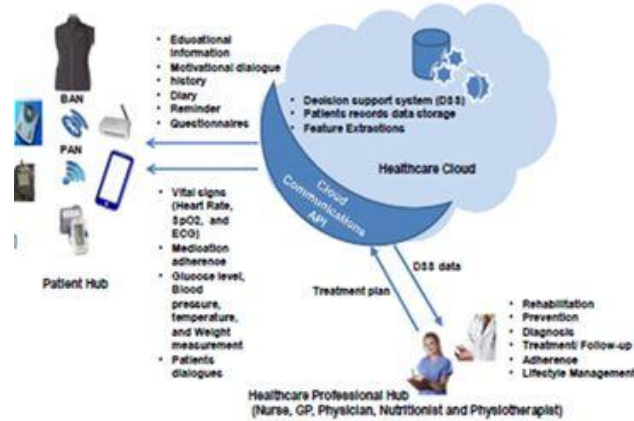 BAN
PAN
Patient Hub
• Educational
Information
• Motivational dialogue
• history
• Diary
• Reminder
• Questionnaires
• Vital signs
(Heart Rate,
SpO2, and
ECG)
• Medication
adherence
• Glucose level,
Blood
pressure,
temperature,
and Weight
measurement
• Patients
dialogues
• Decision support system (DSS)
• Patients records data storage
• Feature Extractions
Healthcare Cloud
Cloud
Communications
API
DSS data
Treatment plan
• Rehabilitation
• Prevention
• Diagnosis
• Treatment/ Follow-up
• Adherence
• Lifestyle Management
Healthcare Professional Hub
(Nurse, GP, Physician, Nutritionist and Physiotherapist)